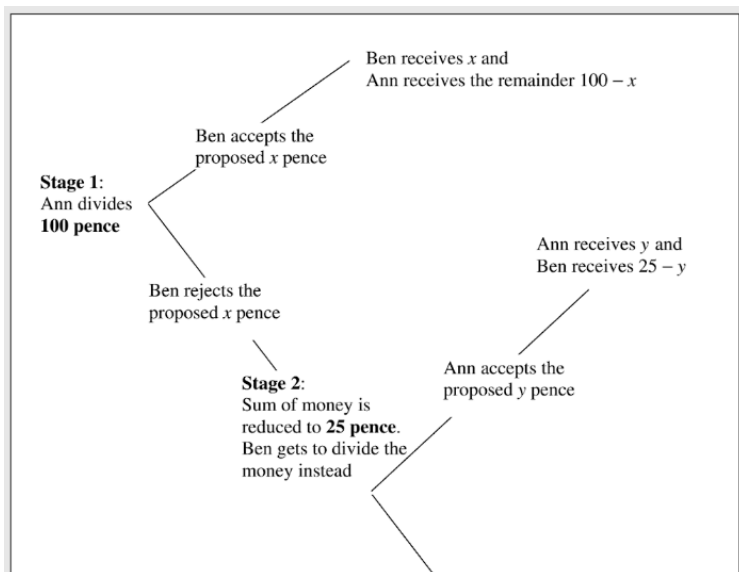 Ben receives x and
Ann receives the remainder 100 – x
Ben accepts the
proposed x pence
Stage 1:
Ann divides
100 pence
Ann receives y and
Ben receives 25 – y
Ben rejects the
proposed x pence
Ann accepts the
proposed y pence
Stage 2:
Sum of money is
reduced to 25 pence.
Ben gets to divide the
money instead